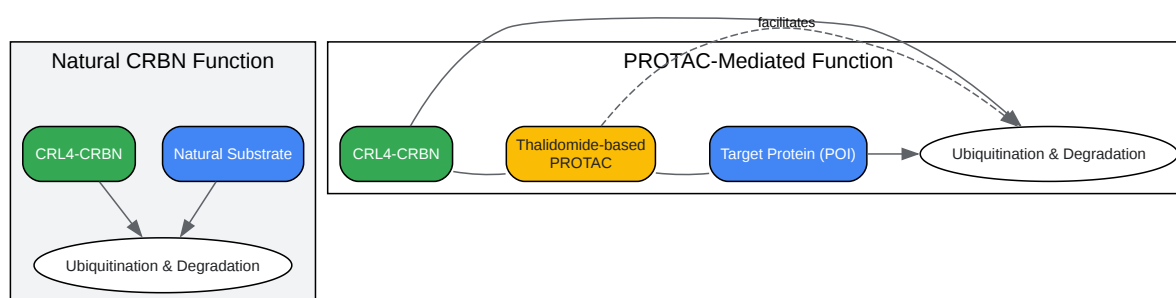 Natural CRBN Function
CRL4-CRBN
Natural Substrate
Ubiquitination & Degradation
facilitates
PROTAC-Mediated Function
CRL4-CRBN
Thalidomide-based
PROTAC
Target Protein (POI)
Ubiquitination & Degradation